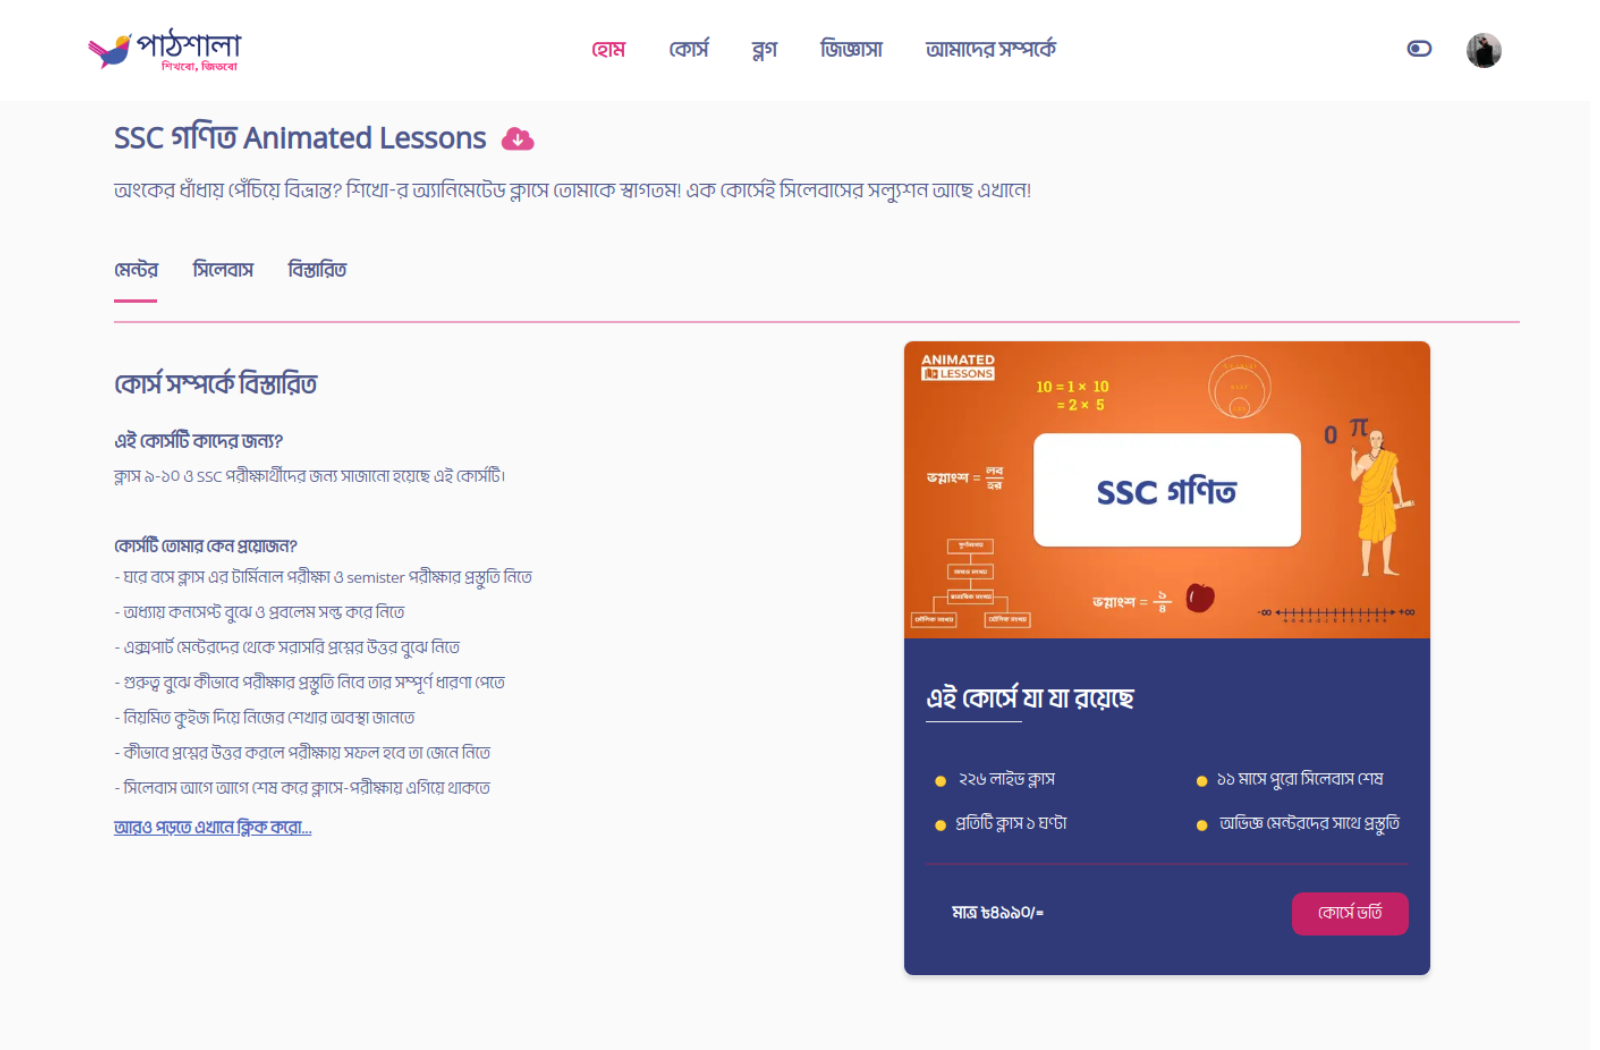 পাঠশালা
শিখবো, জিতবো
হোম
কোর্স
ব্লগ
জিজ্ঞাসা
আমাদের সম্পর্কে
SSC গণিত Animated Lessons
অংকের ধাঁধায় পেঁচিয়ে বিভ্রান্ত? শিখো-র অ্যানিমেটেড ক্লাসে তোমাকে স্বাগতম! এক কোর্সেই সিলেবাসের সল্যুশন আছে এখানে!
মেন্টর
সিলেবাস
বিস্তারিত
কোর্স সম্পর্কে বিস্তারিত
এই কোর্সটি কাদের জন্য?
ক্লাস ৯-১০ ও SSC পরীক্ষার্থীদের জন্য সাজানো হয়েছে এই কোর্সটি।
কোর্সটি তোমার কেন প্রয়োজন?
- ঘরে বসে ক্লাস এর টার্মিনাল পরীক্ষা ও semister পরীক্ষার প্রস্তুতি নিতে
- অধ্যায় কনসেপ্ট বুঝে ও প্রবলেম সল্ভ করে নিতে
- এক্সপার্ট মেন্টরদের থেকে সরাসরি প্রশ্নের উত্তর বুঝে নিতে
- গুরুত্ব বুঝে কীভাবে পরীক্ষার প্রস্তুতি নিবে তার সম্পূর্ণ ধারণা পেতে
- নিয়মিত কুইজ দিয়ে নিজের শেখার অবস্থা জানতে
- কীভাবে প্রশ্নের উত্তর করলে পরীক্ষায় সফল হবে তা জেনে নিতে
- সিলেবাস আগে আগে শেষ করে ক্লাসে-পরীক্ষায় এগিয়ে থাকতে
আরও পড়তে এখানে ক্লিক করো...
ANIMATED
LESSONS
10 = 1 × 10
= 2 × 5
0 π
ভগ্নাংশ = লব/হর
SSC গণিত
ভগ্নাংশ = ১/৪
-∞ +∞
এই কোর্সে যা যা রয়েছে
২২৬ লাইভ ক্লাস
১১ মাসে পুরো সিলেবাস শেষ
প্রতিটি ক্লাস ১ ঘণ্টা
অভিজ্ঞ মেন্টরদের সাথে প্রস্তুতি
মাত্র ৳৪৯৯০/=
কোর্সে ভর্তি